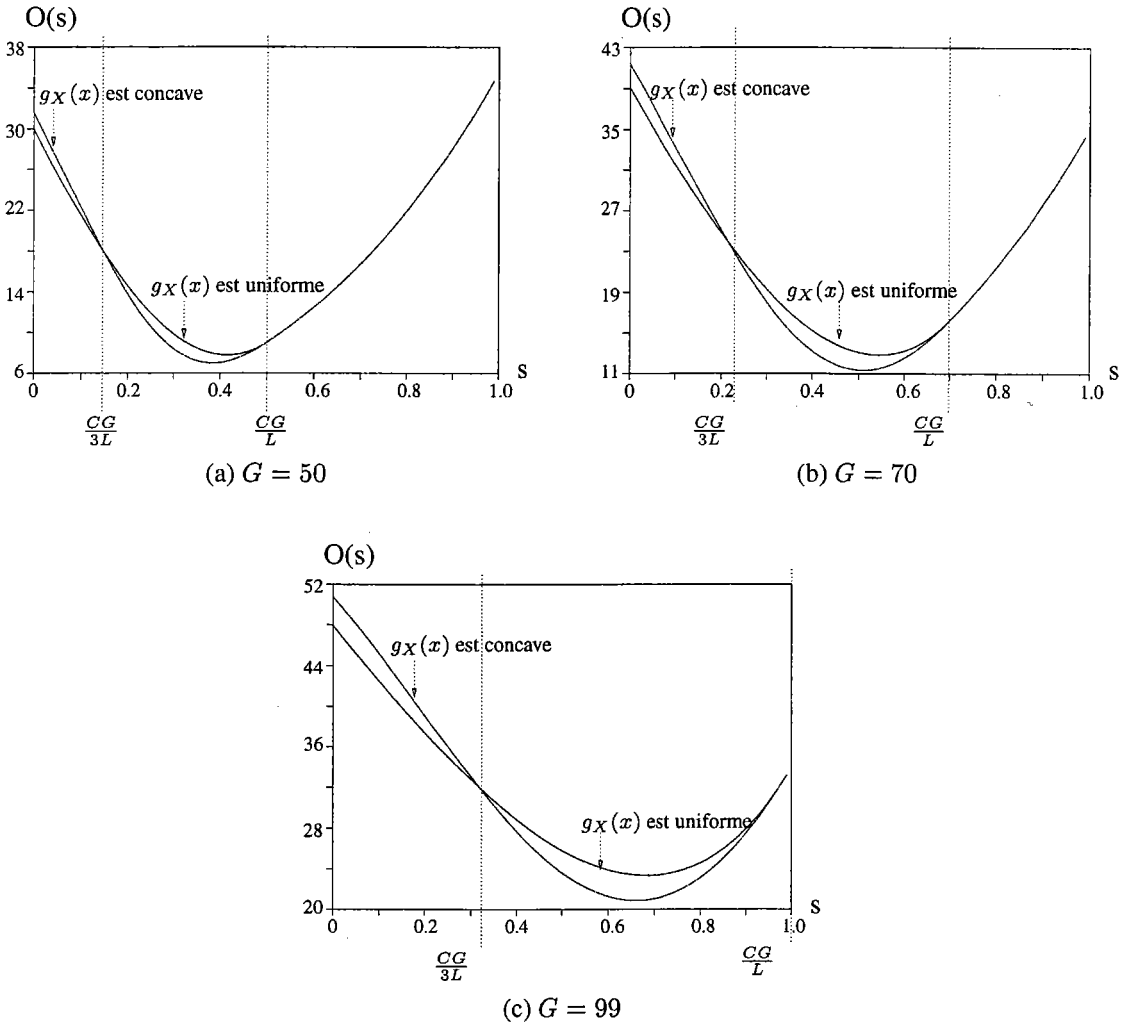 O(s)
38
30
22
14
6
g_X(x) est concave
g_X(x) est uniforme
0 0.2 0.4 0.6 0.8 1.0 s
CG/3L CG/L
(a) G = 50
O(s)
43
35
27
19
11
g_X(x) est concave
g_X(x) est uniforme
0 0.2 0.4 0.6 0.8 1.0 s
CG/3L CG/L
(b) G = 70
O(s)
52
44
36
28
20
g_X(x) est concave
g_X(x) est uniforme
0 0.2 0.4 0.6 0.8 1.0 s
CG/3L CG/L
(c) G = 99